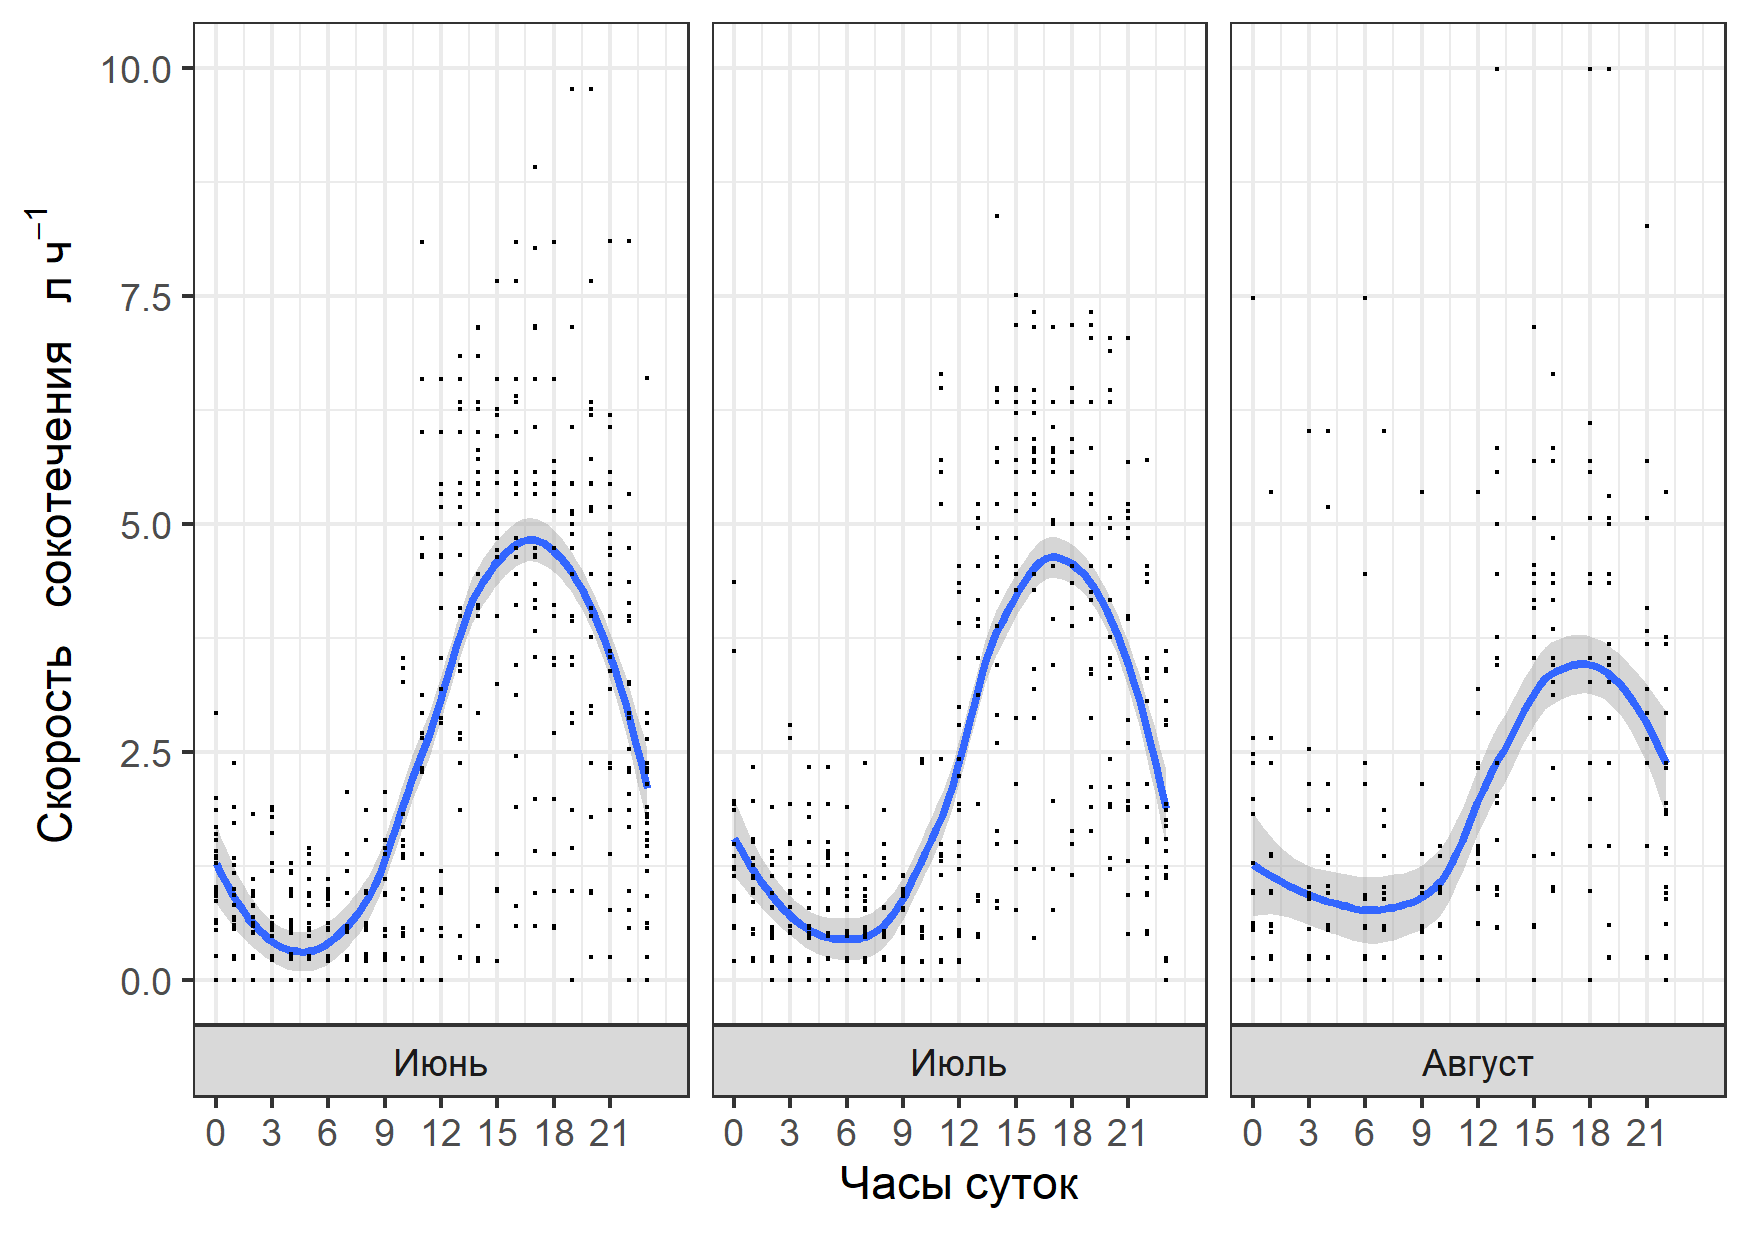 Скорость сокотечения л ч⁻¹
10.0
7.5
5.0
2.5
0.0
Июнь Июль Август
0 3 6 9 12 15 18 21 0 3 6 9 12 15 18 21 0 3 6 9 12 15 18 21
Часы суток